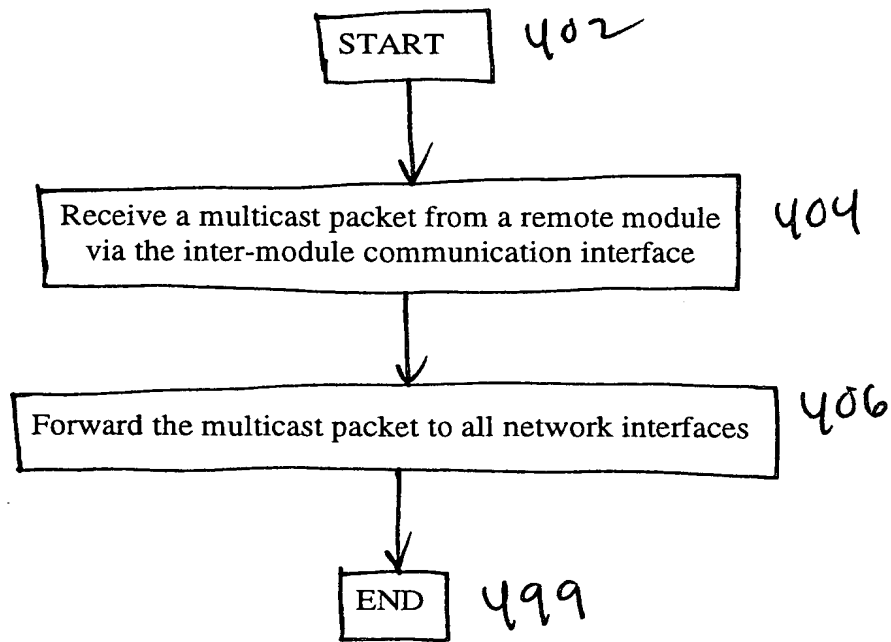 START 402
Receive a multicast packet from a remote module 404
via the inter-module communication interface
Forward the multicast packet to all network interfaces 406
END 499